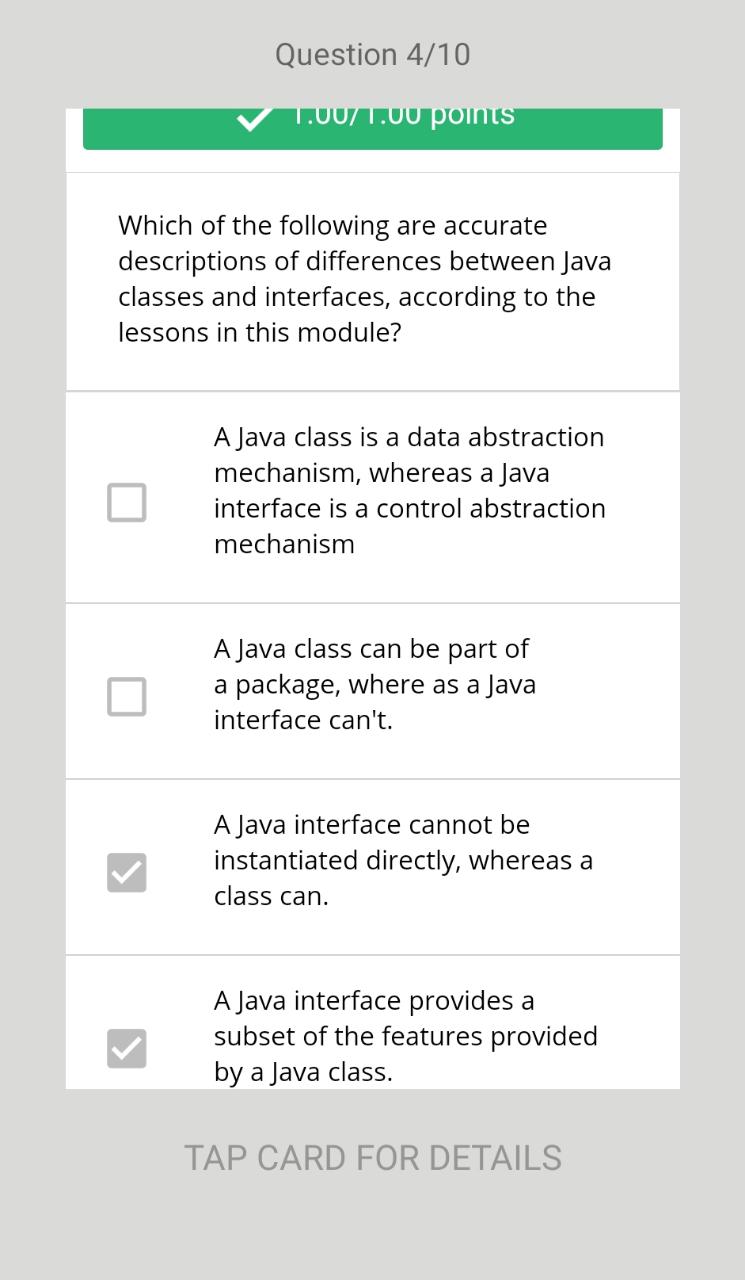 Question 4/10
1.00/1.00 points
Which of the following are accurate
descriptions of differences between Java
classes and interfaces, according to the
lessons in this module?
A Java class is a data abstraction
mechanism, whereas a Java
interface is a control abstraction
mechanism
A Java class can be part of
a package, where as a Java
interface can't.
A Java interface cannot be
instantiated directly, whereas a
class can.
A Java interface provides a
subset of the features provided
by a Java class.
TAP CARD FOR DETAILS